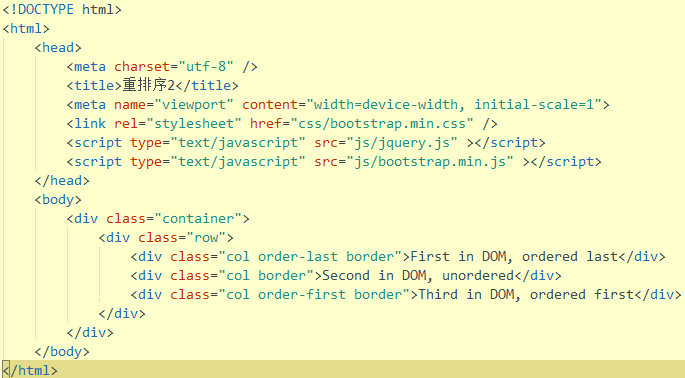 <!DOCTYPE html>
<html>
    <head>
        <meta charset="utf-8" />
        <title>重排序2</title>
        <meta name="viewport" content="width=device-width, initial-scale=1">
        <link rel="stylesheet" href="css/bootstrap.min.css" />
        <script type="text/javascript" src="js/jquery.js" ></script>
        <script type="text/javascript" src="js/bootstrap.min.js" ></script>
    </head>
    <body>
        <div class="container">
            <div class="row">
                <div class="col order-last border">First in DOM, ordered last</div>
                <div class="col border">Second in DOM, unordered</div>
                <div class="col order-first border">Third in DOM, ordered first</div>
            </div>
        </div>
    </body>
</html>